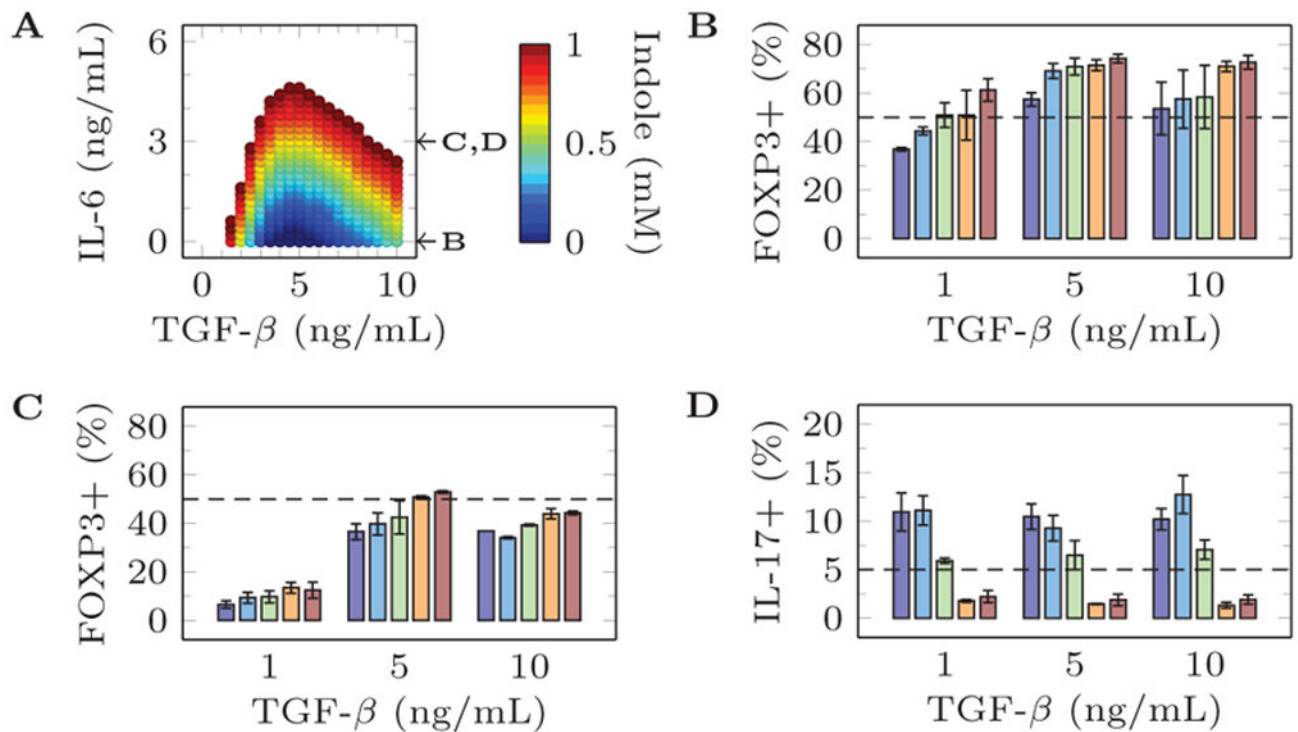 A
IL-6 (ng/mL)
6
3
0
0 5 10
TGF-β (ng/mL)
←C,D
←B
1
0.5
0
Indole (mM)
B
FOXP3+ (%)
80
60
40
20
0
1 5 10
TGF-β (ng/mL)
C
FOXP3+ (%)
80
60
40
20
0
1 5 10
TGF-β (ng/mL)
D
IL-17+ (%)
20
15
10
5
0
1 5 10
TGF-β (ng/mL)